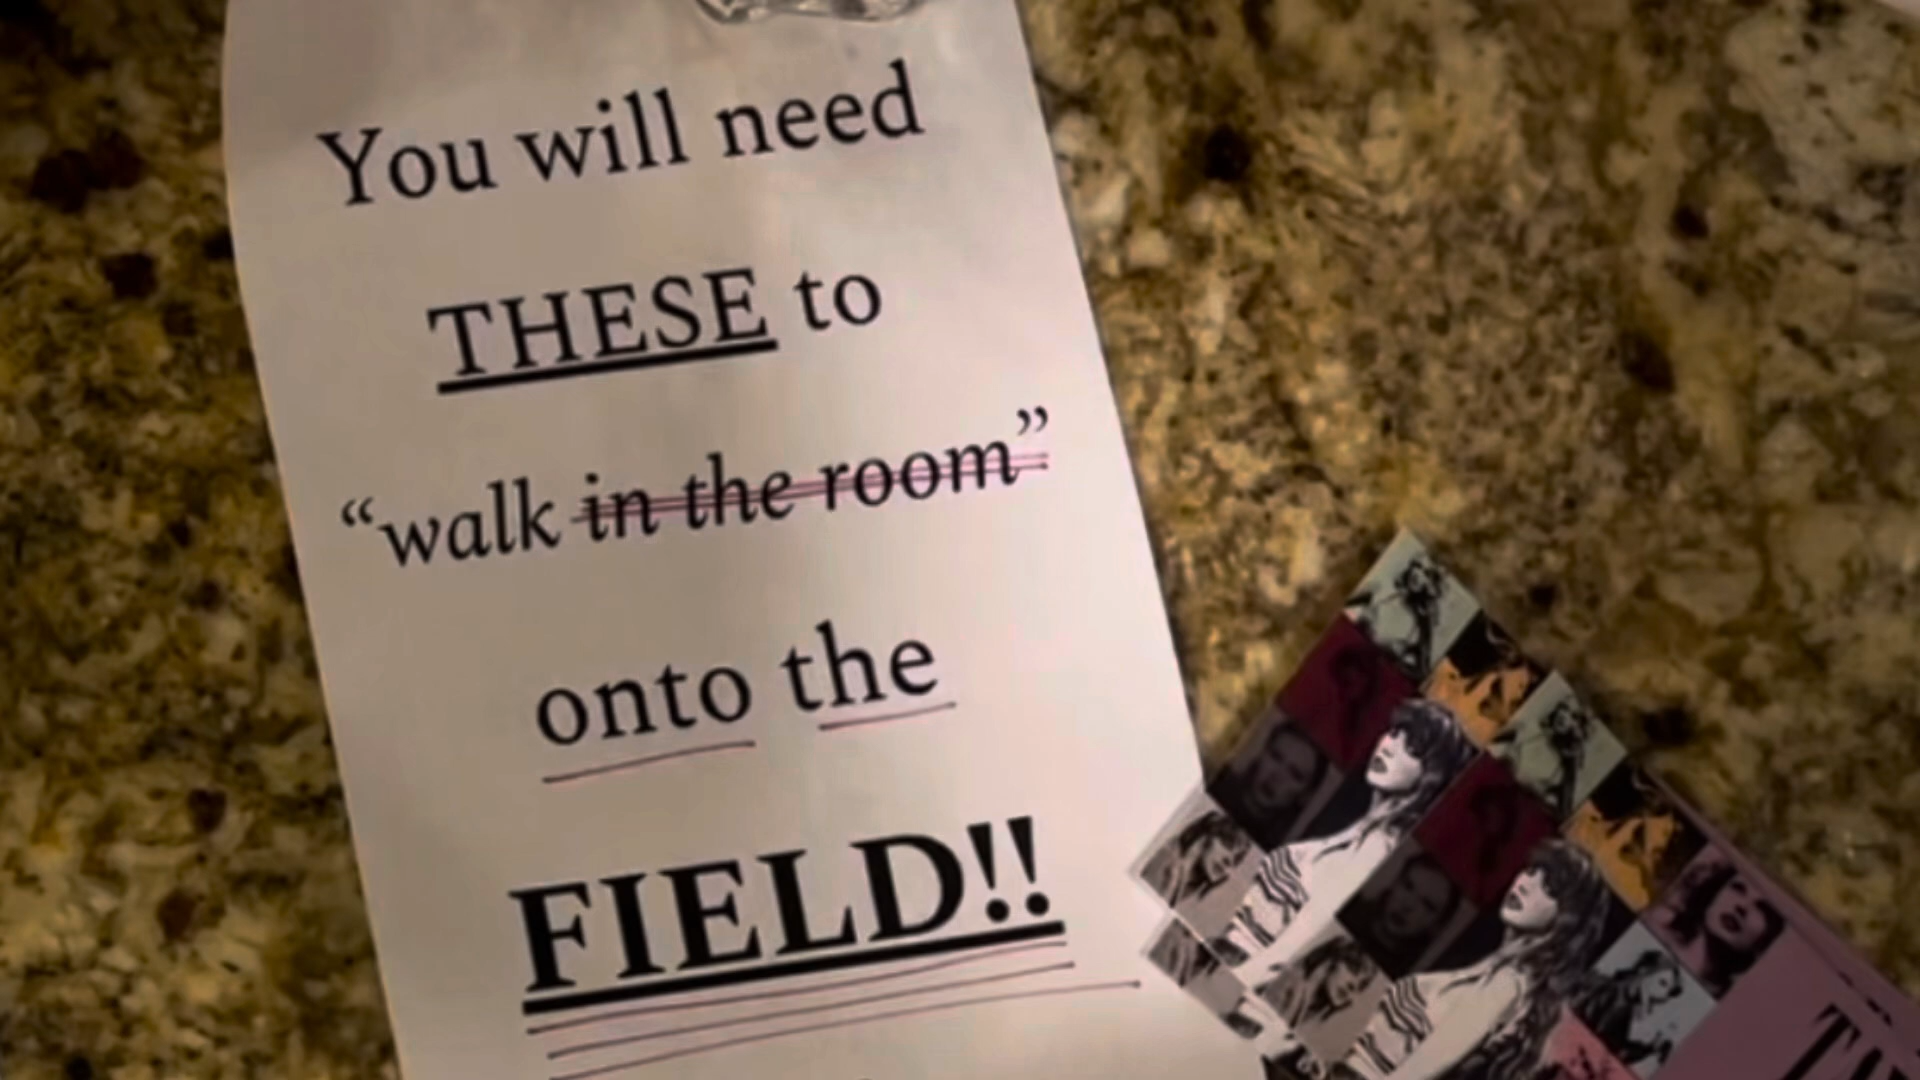 You will need
THESE to
“walk in the room”
onto the
FIELD!!